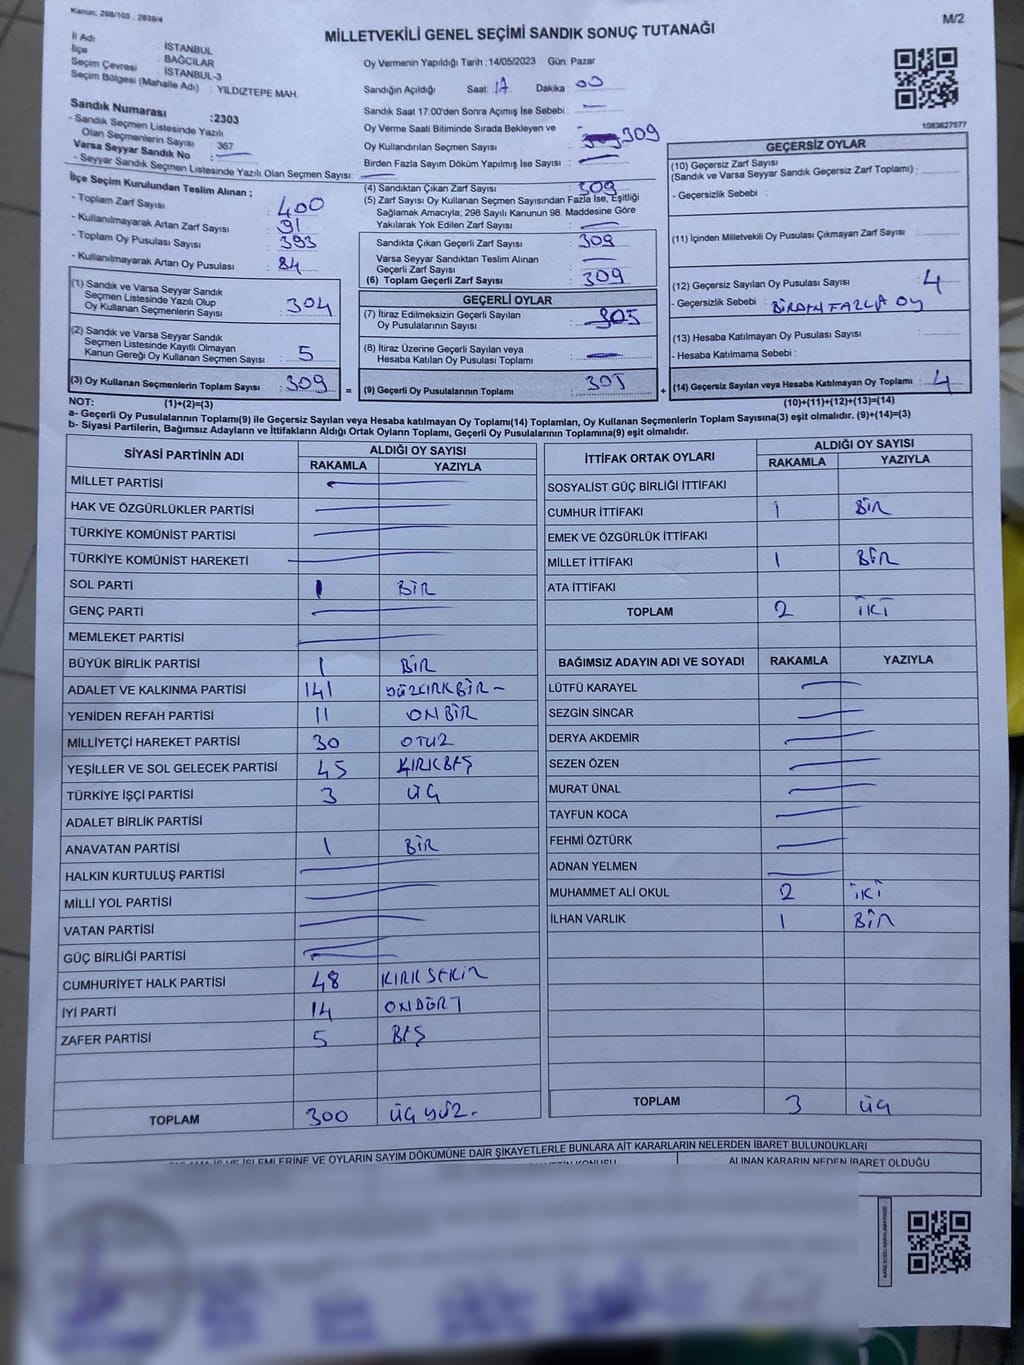 Kanun: 298/105 . 2839/4
M/2
MİLLETVEKİLİ GENEL SEÇİMİ SANDIK SONUÇ TUTANAĞI
İl Adı : İSTANBUL
İlçe : BAĞCILAR
Seçim Çevresi : İSTANBUL-3
Seçim Bölgesi (Mahalle Adı) : YILDIZTEPE MAH.
Sandık Numarası :2303
- Sandık Seçmen Listesinde Yazılı
Olan Seçmenlerin Sayısı : 367
Varsa Seyyar Sandık No :
- Seyyar Sandık Seçmen Listesinde Yazılı Olan Seçmen Sayısı:
İlçe Seçim Kurulundan Teslim Alınan ;
- Toplam Zarf Sayısı : 400
- Kullanılmayarak Artan Zarf Sayısı : 91
- Toplam Oy Pusulası Sayısı : 393
- Kullanılmayarak Artan Oy Pusulası : 84
(1) Sandık ve Varsa Seyyar Sandık
Seçmen Listesinde Yazılı Olup
Oy Kullanan Seçmenlerin Sayısı : 304
(2) Sandık ve Varsa Seyyar Sandık
Seçmen Listesinde Kayıtlı Olmayan
Kanun Gereği Oy Kullanan Seçmen Sayısı : 5
(3) Oy Kullanan Seçmenlerin Toplam Sayısı : 309 =
Oy Vermenin Yapıldığı Tarih : 14/05/2023 Gün: Pazar
Sandığın Açıldığı Saat: 17 Dakika : 00
Sandık Saat 17:00'den Sonra Açımış İse Sebebi :
Oy Verme Saati Bitiminde Sırada Bekleyen ve
Oy Kullandırılan Seçmen Sayısı : 309
Birden Fazla Sayım Döküm Yapılmış İse Sayısı :
(4) Sandıktan Çıkan Zarf Sayısı : 309
(5) Zarf Sayısı Oy Kullanan Seçmen Sayısından Fazla İse, Eşitliği
Sağlamak Amacıyla; 298 Sayılı Kanunun 98. Maddesine Göre
Yakılarak Yok Edilen Zarf Sayısı :
Sandıkta Çıkan Geçerli Zarf Sayısı : 309
Varsa Seyyar Sandıktan Teslim Alınan
Geçerli Zarf Sayısı :
(6) Toplam Geçerli Zarf Sayısı : 309
GEÇERLİ OYLAR
(7) İtiraz Edilmeksizin Geçerli Sayılan
Oy Pusulalarının Sayısı : 305
(8) İtiraz Üzerine Geçerli Sayılan veya
Hesaba Katılan Oy Pusulası Toplamı :
(9) Geçerli Oy Pusulalarının Toplamı : 305 +
1083627577
GEÇERSİZ OYLAR
(10) Geçersiz Zarf Sayısı
(Sandık ve Varsa Seyyar Sandık Geçersiz Zarf Toplamı) :
- Geçersizlik Sebebi :
(11) İçinden Milletvekili Oy Pusulası Çıkmayan Zarf Sayısı :
(12) Geçersiz Sayılan Oy Pusulası Sayısı : 4
- Geçersizlik Sebebi : BİRDEN FAZLA OY
(13) Hesaba Katılmayan Oy Pusulası Sayısı :
- Hesaba Katılmama Sebebi :
(14) Geçersiz Sayılan veya Hesaba Katılmayan Oy Toplamı : 4
NOT: (1)+(2)=(3) (10)+(11)+(12)+(13)=(14)
a- Geçerli Oy Pusulalarının Toplamı(9) ile Geçersiz Sayılan veya Hesaba katılmayan Oy Toplamı(14) Toplamları, Oy Kullanan Seçmenlerin Toplam Sayısına(3) eşit olmalıdır. (9)+(14)=(3)
b- Siyasi Partilerin, Bağımsız Adayların ve İttifakların Aldığı Ortak Oyların Toplamı, Geçerli Oy Pusulalarının Toplamına(9) eşit olmalıdır.
SİYASİ PARTİNİN ADI ALDIĞI OY SAYISI
RAKAMLA YAZIYLA
MİLLET PARTİSİ
HAK VE ÖZGÜRLÜKLER PARTİSİ
TÜRKİYE KOMÜNİST PARTİSİ
TÜRKİYE KOMÜNİST HAREKETİ
SOL PARTİ 1 BİR
GENÇ PARTİ
MEMLEKET PARTİSİ
BÜYÜK BİRLİK PARTİSİ 1 BİR
ADALET VE KALKINMA PARTİSİ 141 YÜZKIRKBİR
YENİDEN REFAH PARTİSİ 11 ONBİR
MİLLİYETÇİ HAREKET PARTİSİ 30 OTUZ
YEŞİLLER VE SOL GELECEK PARTİSİ 45 KIRKBEŞ
TÜRKİYE İŞÇİ PARTİSİ 3 ÜÇ
ADALET BİRLİK PARTİSİ
ANAVATAN PARTİSİ 1 BİR
HALKIN KURTULUŞ PARTİSİ
MİLLİ YOL PARTİSİ
VATAN PARTİSİ
GÜÇ BİRLİĞİ PARTİSİ
CUMHURİYET HALK PARTİSİ 48 KIRKSEKİZ
İYİ PARTİ 14 ONDÖRT
ZAFER PARTİSİ 5 BEŞ
TOPLAM 300 ÜÇ YÜZ.
İTTİFAK ORTAK OYLARI ALDIĞI OY SAYISI
RAKAMLA YAZIYLA
SOSYALİST GÜÇ BİRLİĞİ İTTİFAKI
CUMHUR İTTİFAKI 1 BİR
EMEK VE ÖZGÜRLÜK İTTİFAKI
MİLLET İTTİFAKI 1 BİR
ATA İTTİFAKI
TOPLAM 2 İKİ
BAĞIMSIZ ADAYIN ADI VE SOYADI RAKAMLA YAZIYLA
LÜTFÜ KARAYEL
SEZGİN SİNCAR
DERYA AKDEMİR
SEZEN ÖZEN
MURAT ÜNAL
TAYFUN KOCA
FEHMİ ÖZTÜRK
ADNAN YELMEN
MUHAMMET ALİ OKUL 2 İKİ
İLHAN VARLIK 1 BİR
TOPLAM 3 ÜÇ
İŞLEMLERİNE VE OYLARIN SAYIM DÖKÜMÜNE DAİR ŞİKAYETLERLE BUNLARA AİT KARARLARIN NELERDEN İBARET BULUNDUKLARI
ALINAN KARARIN NEDEN İBARET OLDUĞU